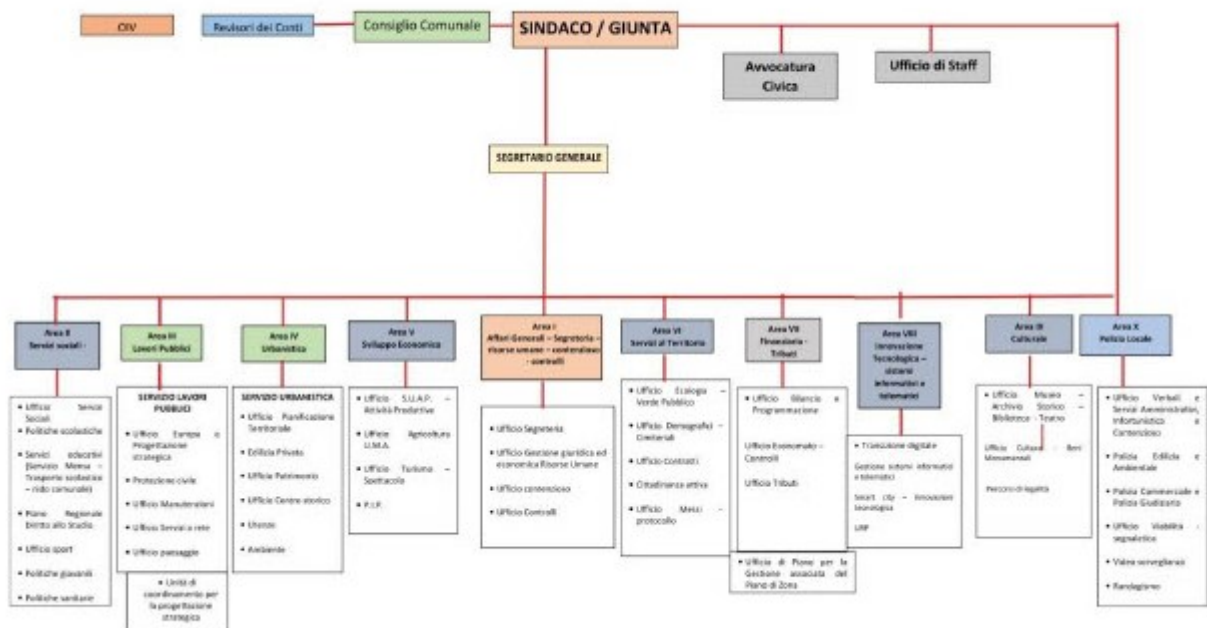 OIV
Revisori dei Conti
Consiglio Comunale
SINDACO / GIUNTA
Avvocatura
Civica
Ufficio di Staff
SEGRETARIO GENERALE
Area II
Servizi sociali -
• Ufficio Servizi
Sociali
• Politiche scolastiche
• Servizi educativi
(Servizio Mensa –
Trasporto scolastico
– nido comunale)
• Piano Regionale
Diritto allo Studio
• Ufficio sport
• Politiche giovanili
• Politiche sanitarie
Area III
Lavori Pubblici
SERVIZIO LAVORI
PUBBLICI
• Ufficio Europa e
Progettazione
strategica
• Protezione civile
• Ufficio Manutenzioni
• Ufficio Servizi a rete
• Ufficio paesaggio
• Unità di
coordinamento per
la progettazione
strategica
Area IV
Urbanistica
SERVIZIO URBANISTICA
• Ufficio Pianificazione
Territoriale
• Edilizia Privata
• Ufficio Patrimonio
• Ufficio Centro storico
• Utenze
• Ambiente
Area V
Sviluppo Economico
• Ufficio S.U.A.P. –
Attività Produttive
• Ufficio Agricoltura
U.M.A.
• Ufficio Turismo –
Spettacolo
• P.I.P.
Area I
Affari Generali – Segreteria –
risorse umane – contenzioso
- controlli
• Ufficio Segreteria
• Ufficio Gestione giuridica ed
economica Risorse Umane
• Ufficio contenzioso
• Ufficio Controlli
Area VI
Servizi al Territorio
• Ufficio Ecologia –
Verde Pubblico
• Ufficio Demografici –
Cimiteriali
• Ufficio Contratti
• Cittadinanza attiva
• Ufficio Messi –
protocollo
Area VII
Finanziaria -
Tributi
• Ufficio Bilancio e
Programmazione
Ufficio Economato –
Controlli
Ufficio Tributi
• Ufficio di Piano per la
Gestione associata del
Piano di Zona
Area VIII
Innovazione
Tecnologica –
sistemi
informativi e
telematici
• Transizione digitale
Gestione sistemi informativi
e telematici
Smart city – innovazione
tecnologica
URP
Area IX
Culturale
• Ufficio Museo –
Archivio Storico –
Biblioteca - Teatro
Ufficio Cultura - Beni
Monumentali
Percorsi di legalità
Area X
Polizia Locale
• Ufficio Verbali e
Servizi Amministrativi,
Infortunistica e
Contenzioso
• Polizia Edilizia e
Ambientale
• Polizia Commerciale e
Polizia Giudiziaria
• Ufficio Viabilità -
segnaletica
• Video sorveglianza
• Randagismo